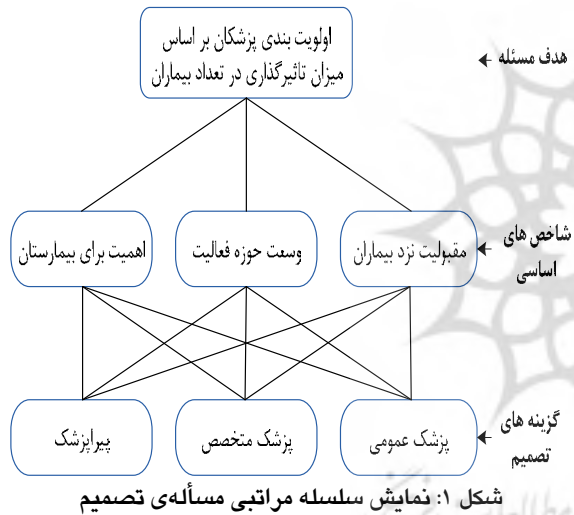 اولویت بندی پزشکان بر اساس
میزان تاثیرگذاری در تعداد بیماران
هدف مسئله
مقبولیت نزد بیماران
وسعت حوزه فعالیت
اهمیت برای بیمارستان
شاخص های
اساسی
پزشک عمومی
پزشک متخصص
پیراپزشک
گزینه های
تصمیم
شکل ۱: نمایش سلسله مراتبی مسأله‌ی تصمیم